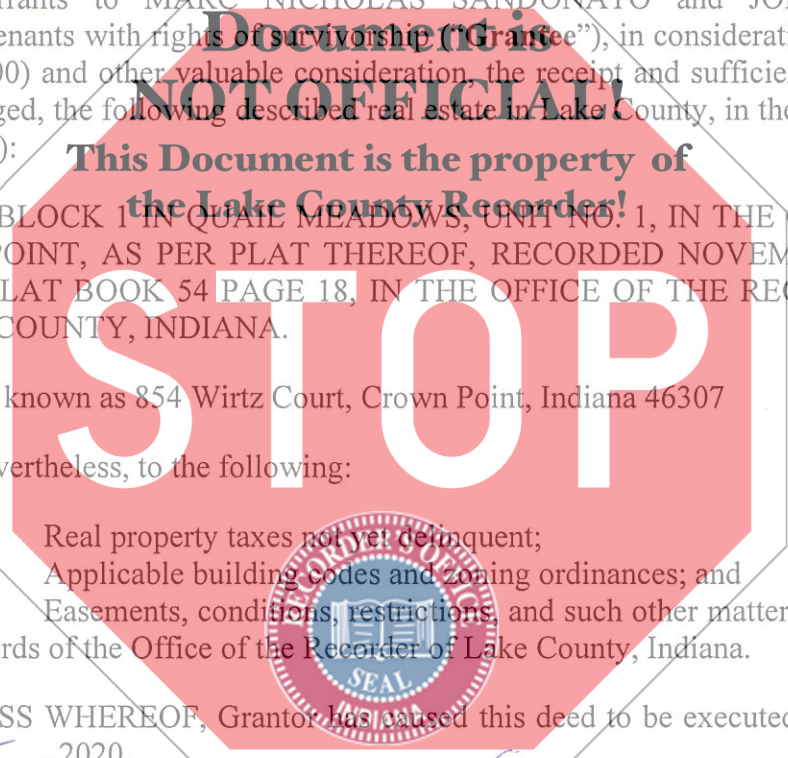 rants to MARC NICHOLAS SANDONATO and JO
Document is
enants with rights of survivorship ("Grantee"), in considerati
00) and other valuable consideration, the receipt and sufficie
NOT OFFICIAL!
ged, the following described real estate in Lake County, in the
):
This Document is the property of
the Lake County Recorder!
BLOCK 1 IN QUAIL MEADOWS, UNIT NO. 1, IN THE
POINT, AS PER PLAT THEREOF, RECORDED NOVEM
LAT BOOK 54 PAGE 18, IN THE OFFICE OF THE REC
COUNTY, INDIANA.
STOP
known as 854 Wirtz Court, Crown Point, Indiana 46307
vertheless, to the following:
Real property taxes not yet delinquent;
Applicable building codes and zoning ordinances; and
Easements, conditions, restrictions, and such other matter
rds of the Office of the Recorder of Lake County, Indiana.
RECORDER'S OFFICE
SEAL
INDIANA
SS WHEREOF, Grantor has caused this deed to be executed
2020